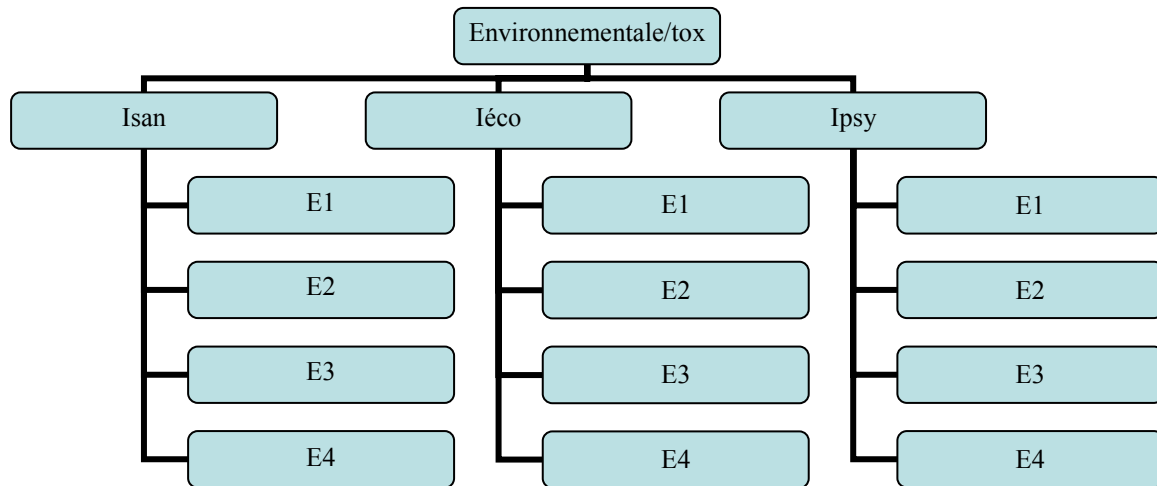 Environnementale/tox
Isan
Iéco
Ipsy
E1
E1
E1
E2
E2
E2
E3
E3
E3
E4
E4
E4